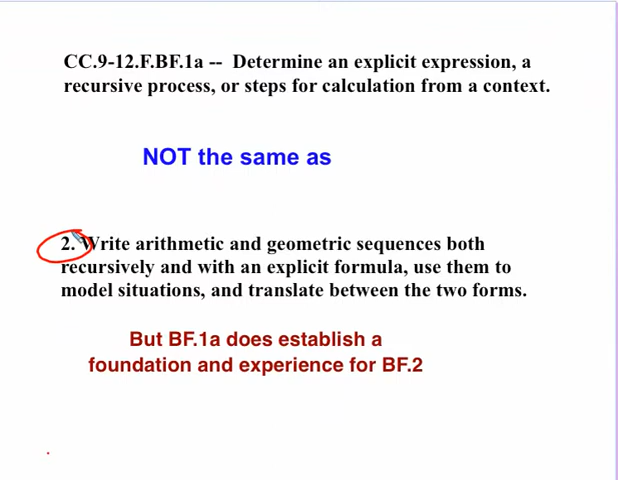 CC.9-12.F.BF.1a -- Determine an explicit expression, a
recursive process, or steps for calculation from a context.
NOT the same as
2. Write arithmetic and geometric sequences both
recursively and with an explicit formula, use them to
model situations, and translate between the two forms.
But BF.1a does establish a
foundation and experience for BF.2